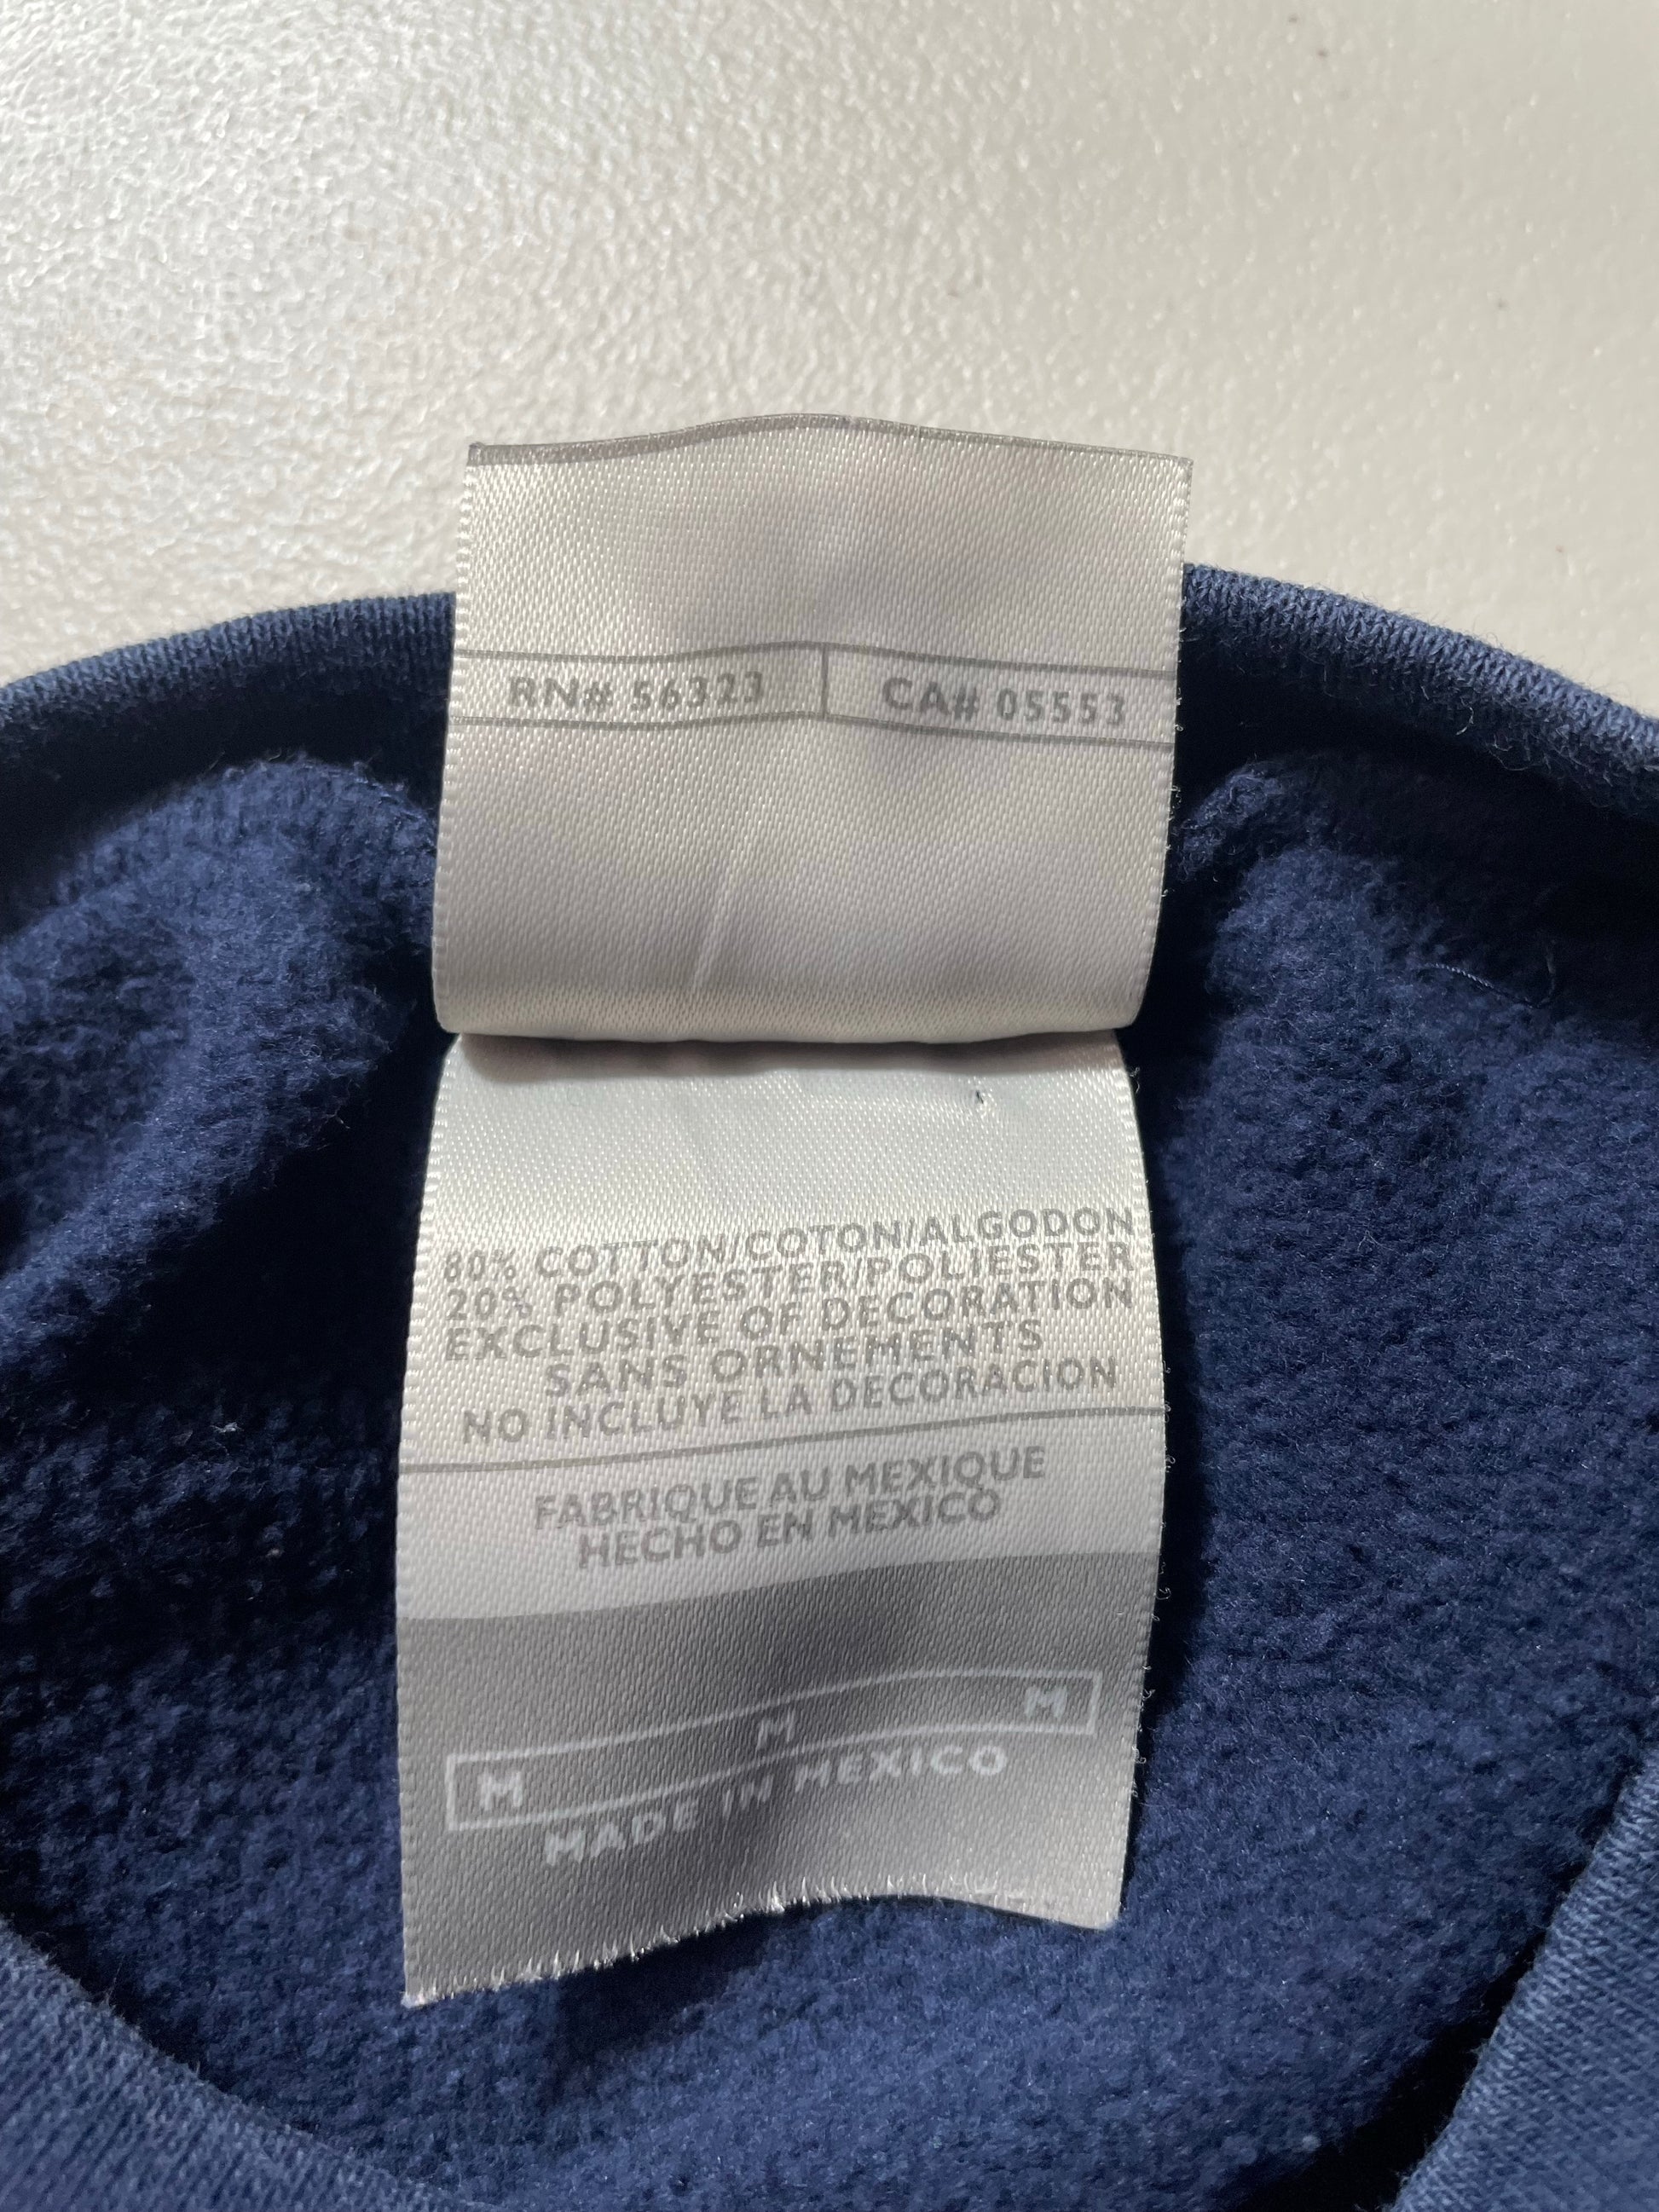 RN# 56323 CA# 05553
80% COTTON/COTON/ALGODON
20% POLYESTER/POLIESTER
EXCLUSIVE OF DECORATION
SANS ORNEMENTS
NO INCLUYE LA DECORACION
FABRIQUE AU MEXIQUE
HECHO EN MEXICO
M M M
MADE IN MEXICO